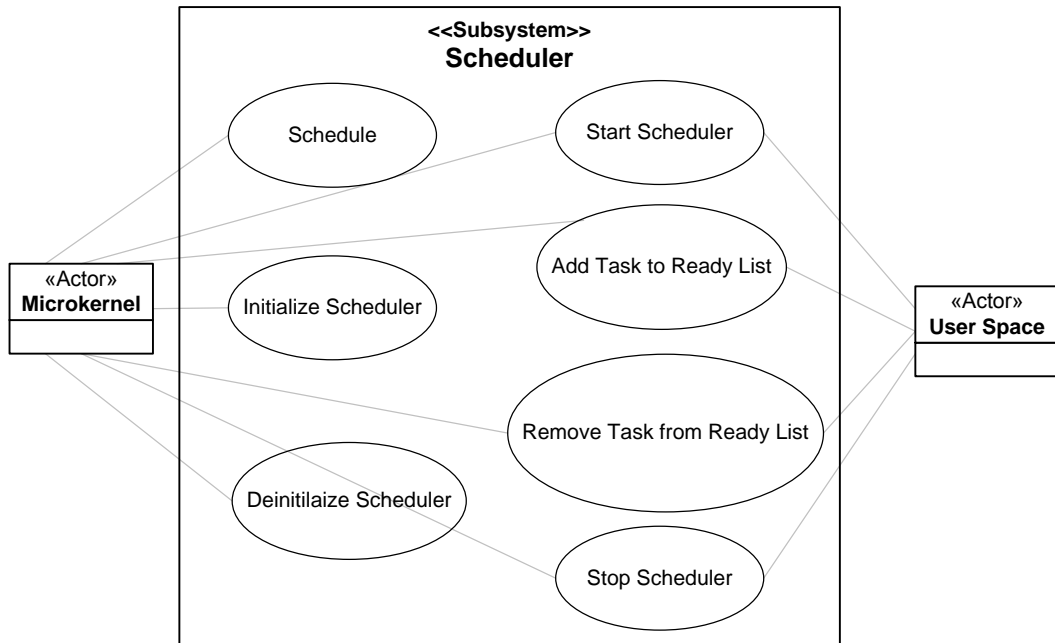 <<Subsystem>>
Scheduler
Schedule
Start Scheduler
Add Task to Ready List
«Actor»
Microkernel
Initialize Scheduler
«Actor»
User Space
Remove Task from Ready List
Deinitilaize Scheduler
Stop Scheduler